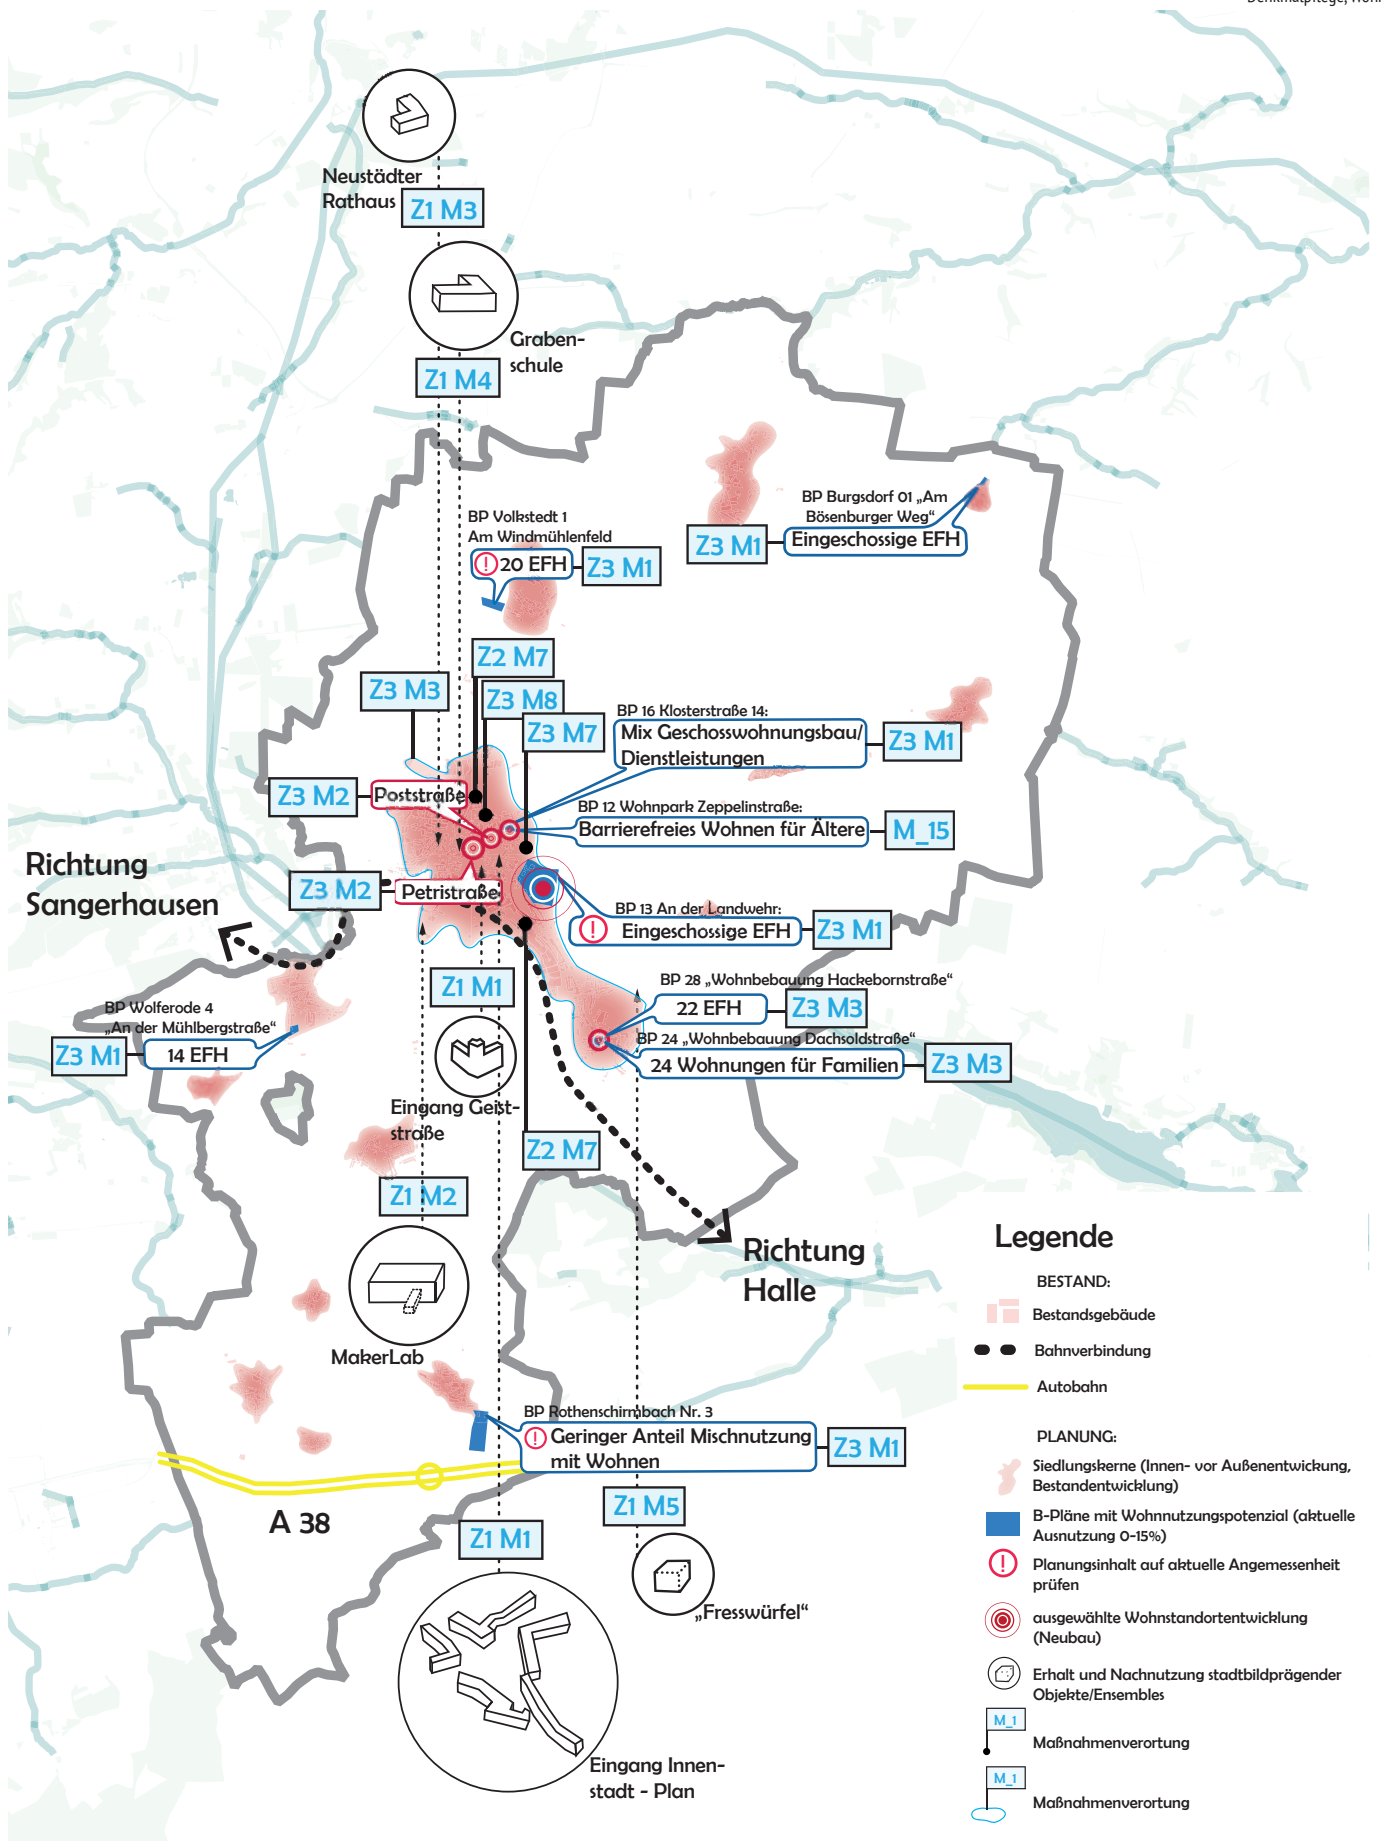 Denkmalpflege, Wohn
Neustädter
Rathaus
Z1 M3
Graben-
schule
Z1 M4
BP Volkstedt 1
Am Windmühlenfeld
! 20 EFH
Z3 M1
BP Burgsdorf 01 „Am
Bösenburger Weg“
Z3 M1
Eingeschossige EFH
Z2 M7
Z3 M3
Z3 M8
Z3 M7
BP 16 Klosterstraße 14:
Mix Geschosswohnungsbau/
Dienstleistungen
Z3 M1
Z3 M2
Poststraße
BP 12 Wohnpark Zeppelinstraße:
Barrierefreies Wohnen für Ältere
M_15
Richtung
Sangerhausen
Z3 M2
Petristraße
BP 13 An der Landwehr:
! Eingeschossige EFH
Z3 M1
Z1 M1
BP 28 „Wohnbebauung Hackebornstraße“
22 EFH
Z3 M3
BP Wolferode 4
„An der Mühlbergstraße“
Z3 M1
14 EFH
BP 24 „Wohnbebauung Dachsoldstraße“
24 Wohnungen für Familien
Z3 M3
Eingang Geist-
straße
Z2 M7
Z1 M2
MakerLab
Richtung
Halle
BP Rothenschirmbach Nr. 3
! Geringer Anteil Mischnutzung
mit Wohnen
Z3 M1
A 38
Z1 M5
Z1 M1
„Fresswürfel“
Eingang Innen-
stadt - Plan
Legende
BESTAND:
Bestandsgebäude
Bahnverbindung
Autobahn
PLANUNG:
Siedlungskerne (Innen- vor Außenentwickung,
Bestandentwicklung)
B-Pläne mit Wohnnutzungspotenzial (aktuelle
Ausnutzung 0-15%)
! Planungsinhalt auf aktuelle Angemessenheit
prüfen
ausgewählte Wohnstandortentwicklung
(Neubau)
Erhalt und Nachnutzung stadtbildprägender
Objekte/Ensembles
M_1
Maßnahmenverortung
M_1
Maßnahmenverortung